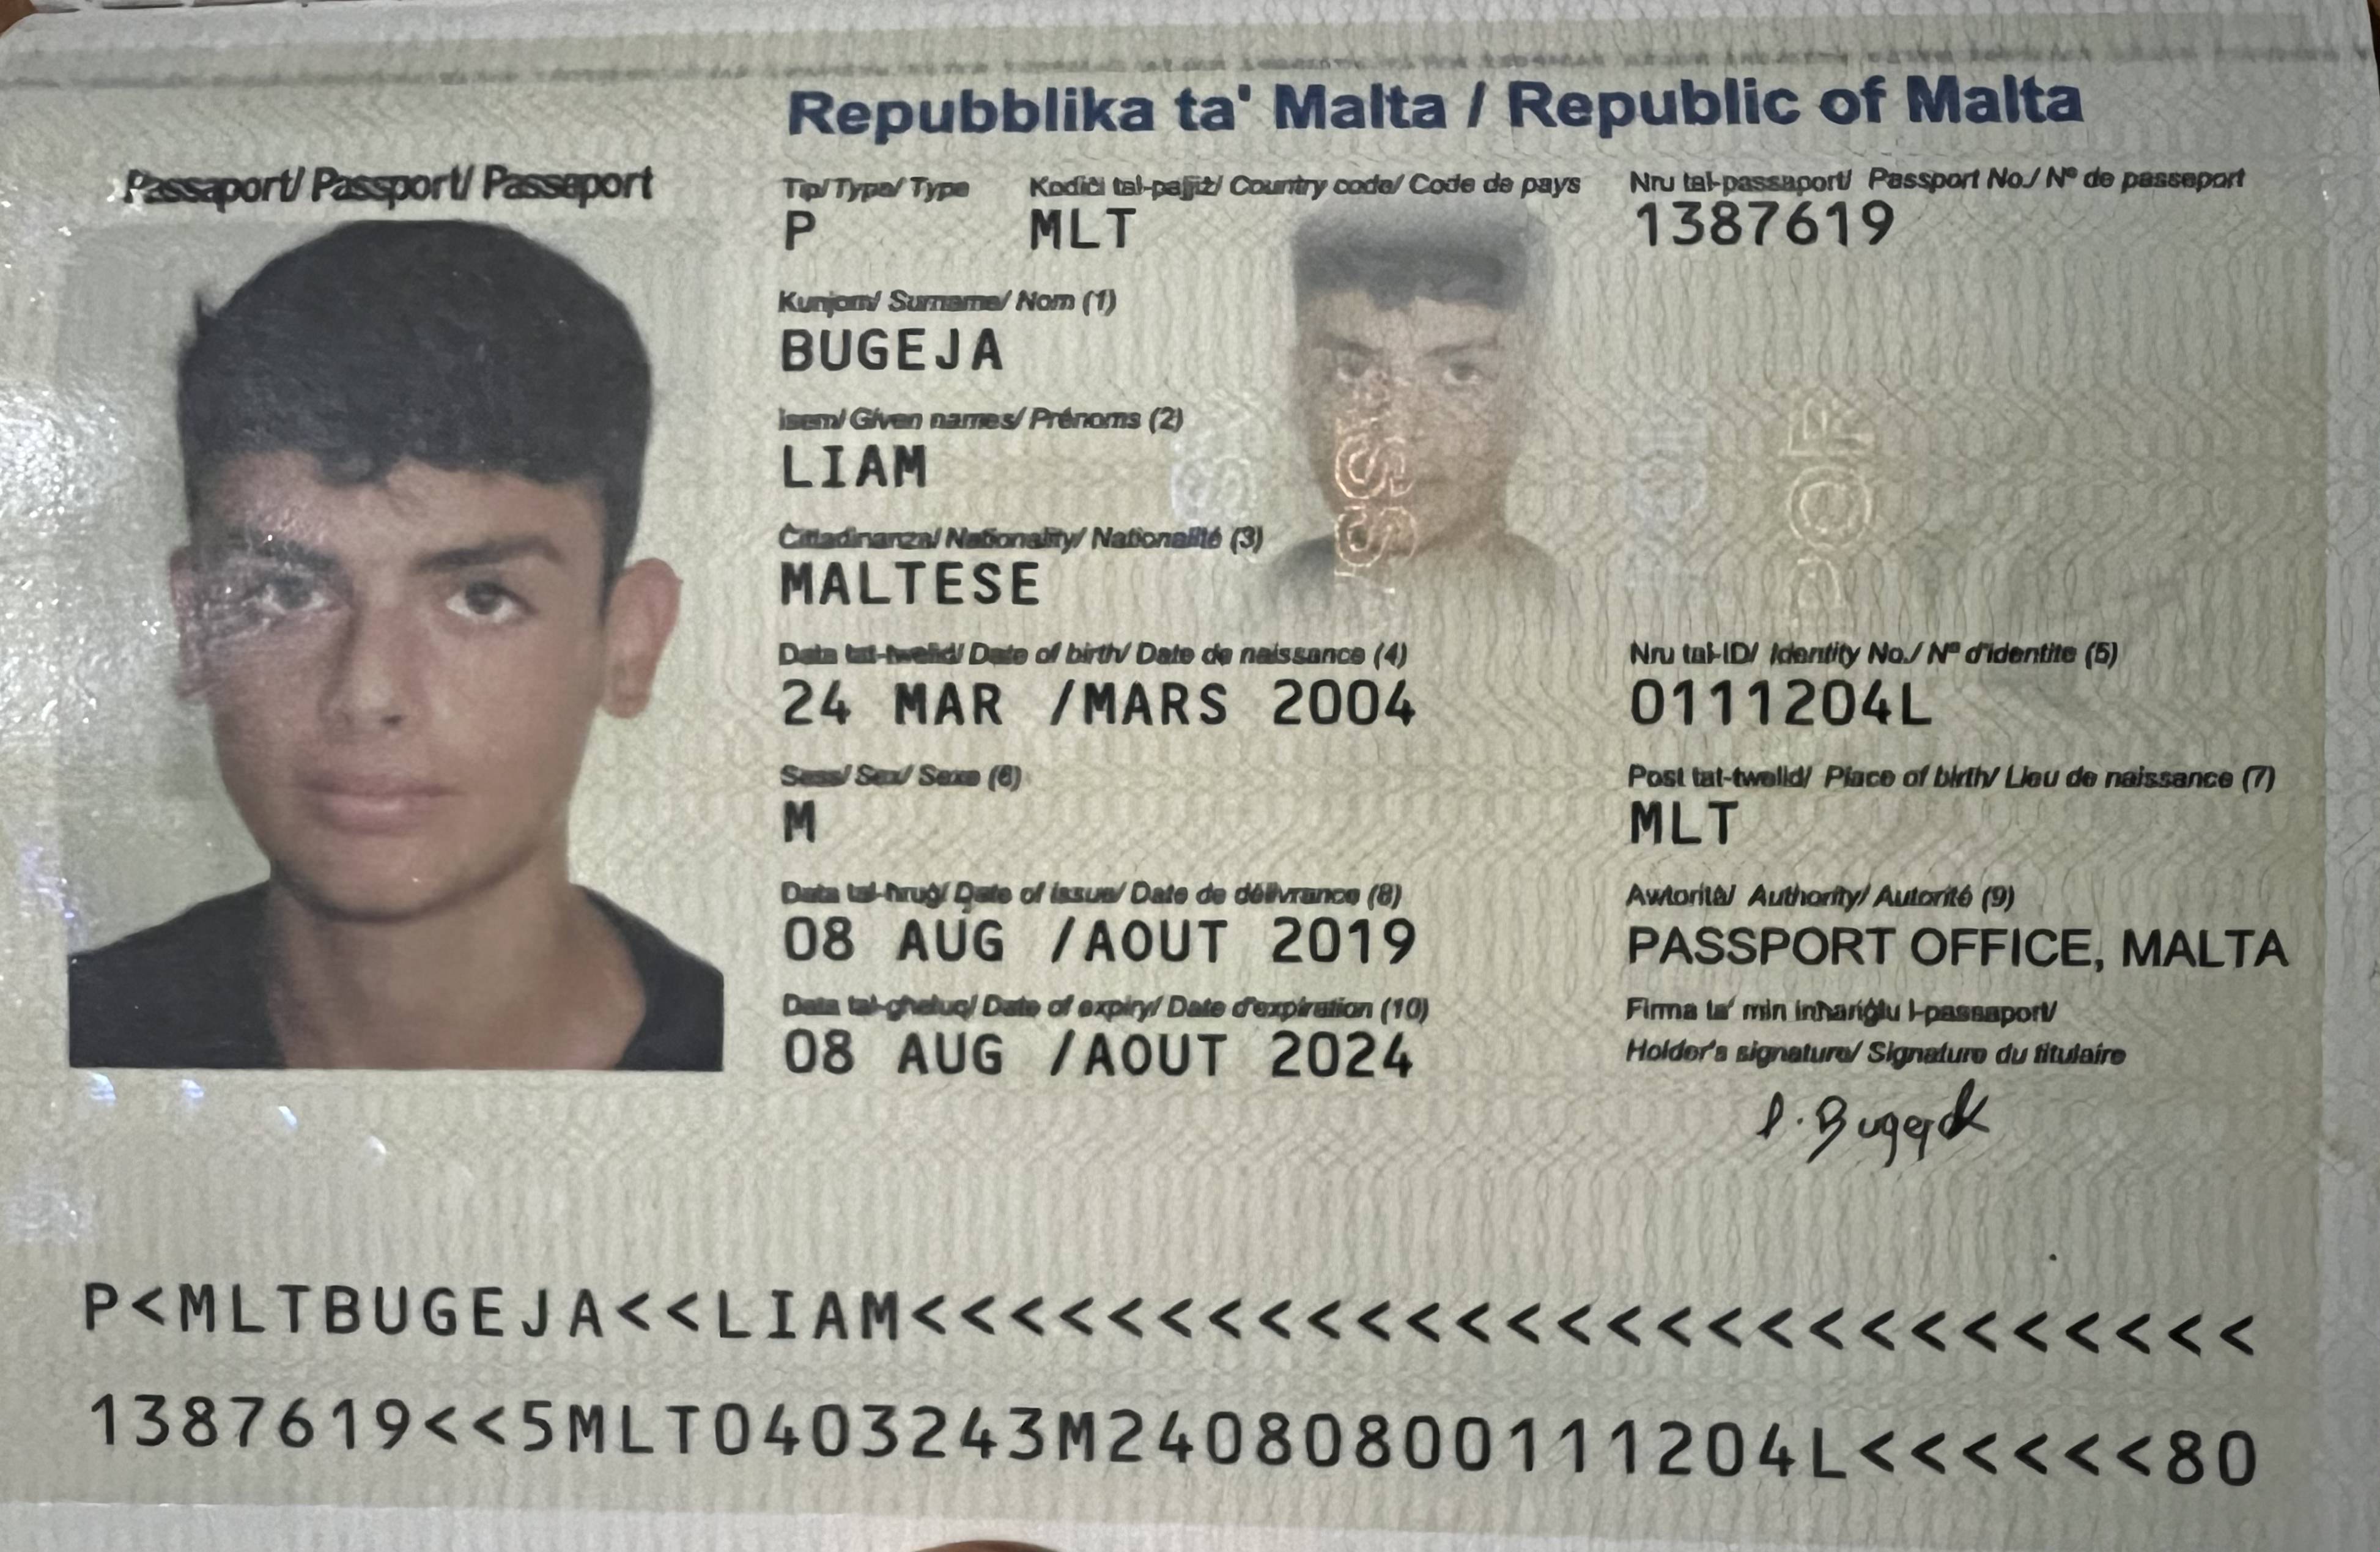 Repubblika ta' Malta / Republic of Malta
Passaport/ Passport/ Passeport
Tip/ Type/ Type
Kodiċi tal-pajjiż/ Country code/ Code de pays
Nru tal-passaport/ Passport No./ Nº de passeport
P
MLT
1387619
Kunjom/ Surname/ Nom (1)
BUGEJA
Isem/ Given names/ Prénoms (2)
LIAM
Ċittadinanza/ Nationality/ Nationalité (3)
MALTESE
Data tat-twelid/ Date of birth/ Date de naissance (4)
Nru tal-ID/ Identity No./ Nº d'identite (5)
24 MAR /MARS 2004
0111204L
Sess/ Sex/ Sexe (6)
Post tat-twelid/ Place of birth/ Lieu de naissance (7)
M
MLT
Data tal-ħruġ/ Date of issue/ Date de délivrance (8)
Awtorità/ Authority/ Autorité (9)
08 AUG /AOUT 2019
PASSPORT OFFICE, MALTA
Data tal-għeluq/ Date of expiry/ Date d'expiration (10)
Firma ta' min inħariġlu l-passaport/
Holder's signature/ Signature du titulaire
08 AUG /AOUT 2024
P<MLTBUGEJA<<LIAM<<<<<<<<<<<<<<<<<<<<<<<<<<<
1387619<<5MLT0403243M24080800111204L<<<<<<80